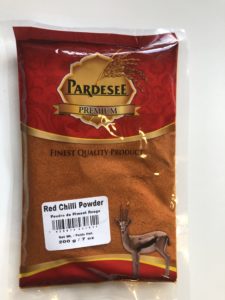 PARDESEE
PREMIUM
FINEST QUALITY PRODUCT
Red Chilli Powder
Poudre de Piment Rouge
200 g / 7 oz